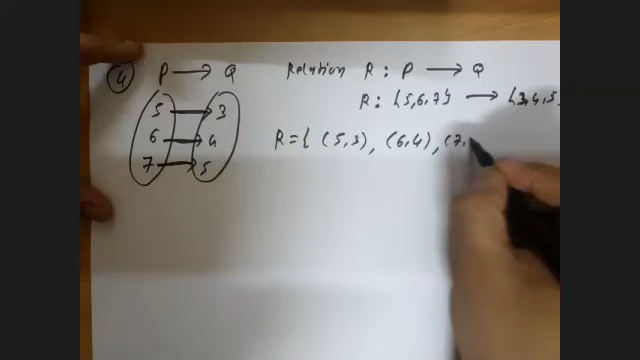 ④ P → Q Relation R : P → Q
R : {5,6,7} → {3,4,5
5 → 3
R = { (5,3), (6,4), (7,
6 → 4
7 → 5